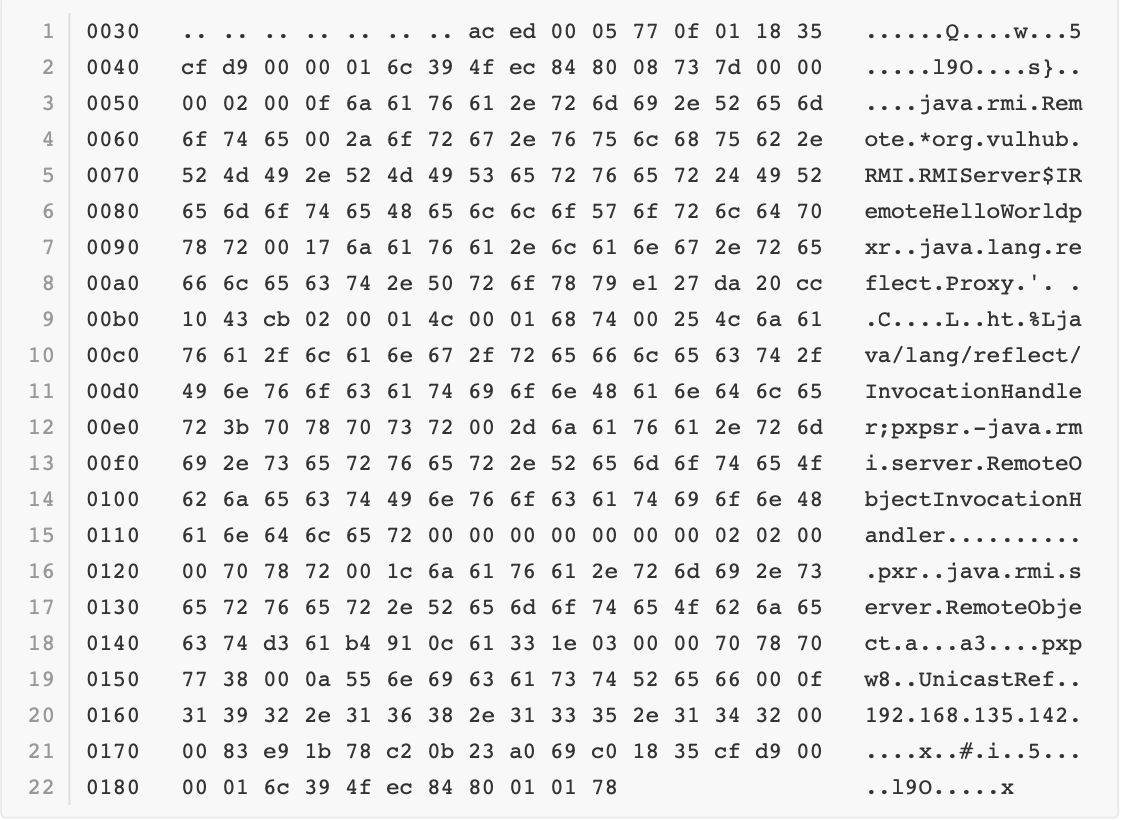 1 0030 .. .. .. .. .. .. .. ac ed 00 05 77 0f 01 18 35 ......Q....w...5
2 0040 cf d9 00 00 01 6c 39 4f ec 84 80 08 73 7d 00 00 .....l9O....s}..
3 0050 00 02 00 0f 6a 61 76 61 2e 72 6d 69 2e 52 65 6d ....java.rmi.Rem
4 0060 6f 74 65 00 2a 6f 72 67 2e 76 75 6c 68 75 62 2e ote.*org.vulhub.
5 0070 52 4d 49 2e 52 4d 49 53 65 72 76 65 72 24 49 52 RMI.RMIServer$IR
6 0080 65 6d 6f 74 65 48 65 6c 6c 6f 57 6f 72 6c 64 70 emoteHelloWorldp
7 0090 78 72 00 17 6a 61 76 61 2e 6c 61 6e 67 2e 72 65 xr..java.lang.re
8 00a0 66 6c 65 63 74 2e 50 72 6f 78 79 e1 27 da 20 cc flect.Proxy.'. .
9 00b0 10 43 cb 02 00 01 4c 00 01 68 74 00 25 4c 6a 61 .C....L..ht.%Lja
10 00c0 76 61 2f 6c 61 6e 67 2f 72 65 66 6c 65 63 74 2f va/lang/reflect/
11 00d0 49 6e 76 6f 63 61 74 69 6f 6e 48 61 6e 64 6c 65 InvocationHandle
12 00e0 72 3b 70 78 70 73 72 00 2d 6a 61 76 61 2e 72 6d r;pxpsr.-java.rm
13 00f0 69 2e 73 65 72 76 65 72 2e 52 65 6d 6f 74 65 4f i.server.RemoteO
14 0100 62 6a 65 63 74 49 6e 76 6f 63 61 74 69 6f 6e 48 bjectInvocationH
15 0110 61 6e 64 6c 65 72 00 00 00 00 00 00 00 02 02 00 andler..........
16 0120 00 70 78 72 00 1c 6a 61 76 61 2e 72 6d 69 2e 73 .pxr..java.rmi.s
17 0130 65 72 76 65 72 2e 52 65 6d 6f 74 65 4f 62 6a 65 erver.RemoteObje
18 0140 63 74 d3 61 b4 91 0c 61 33 1e 03 00 00 70 78 70 ct.a...a3....pxp
19 0150 77 38 00 0a 55 6e 69 63 61 73 74 52 65 66 00 0f w8..UnicastRef..
20 0160 31 39 32 2e 31 36 38 2e 31 33 35 2e 31 34 32 00 192.168.135.142.
21 0170 00 83 e9 1b 78 c2 0b 23 a0 69 c0 18 35 cf d9 00 ....x..#.i..5...
22 0180 00 01 6c 39 4f ec 84 80 01 01 78 ..l9O.....x